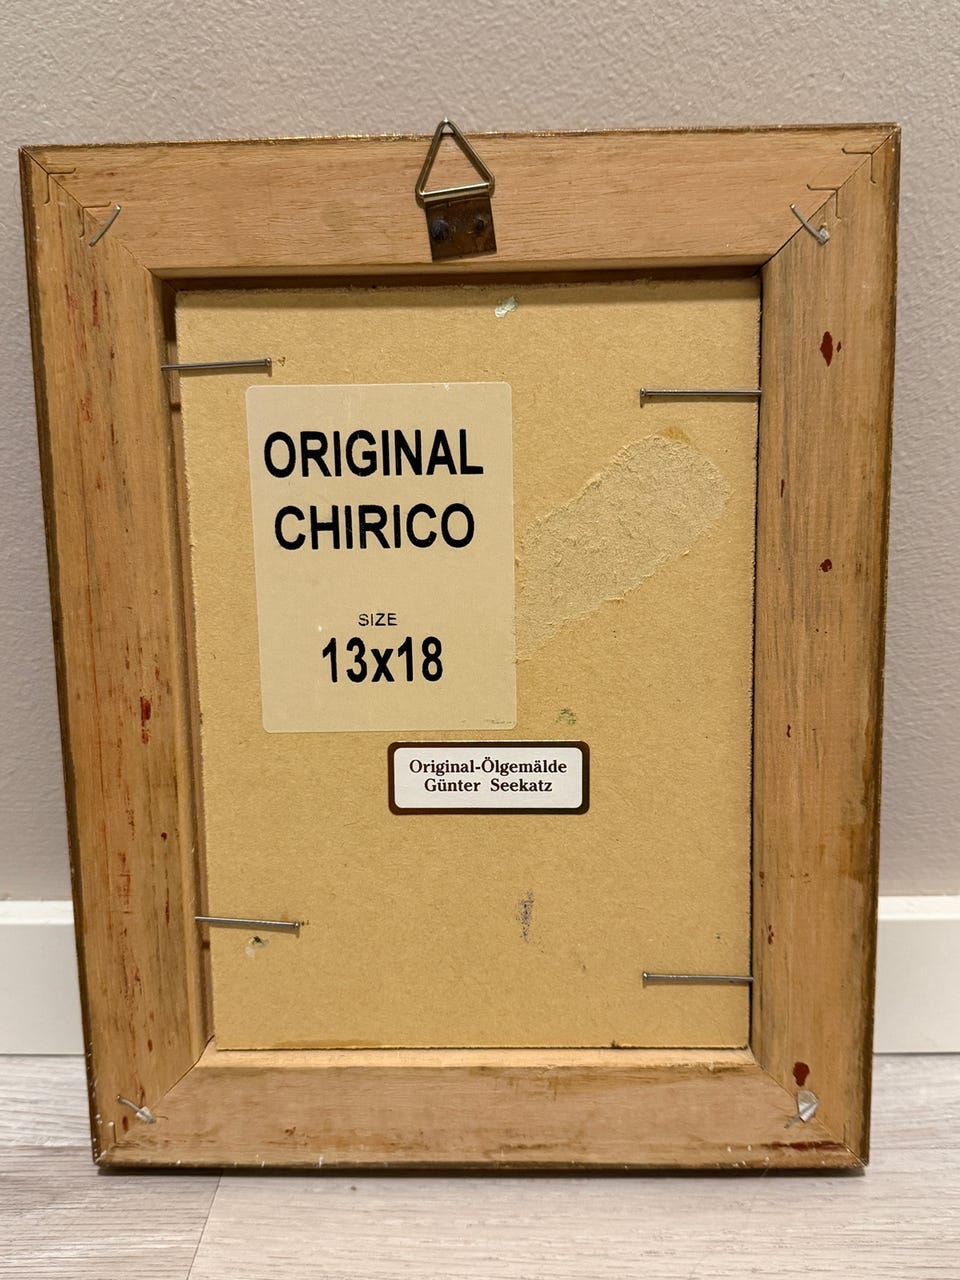 ORIGINAL
CHIRICO
SIZE
13x18
Original-Ölgemälde
Günter Seekatz